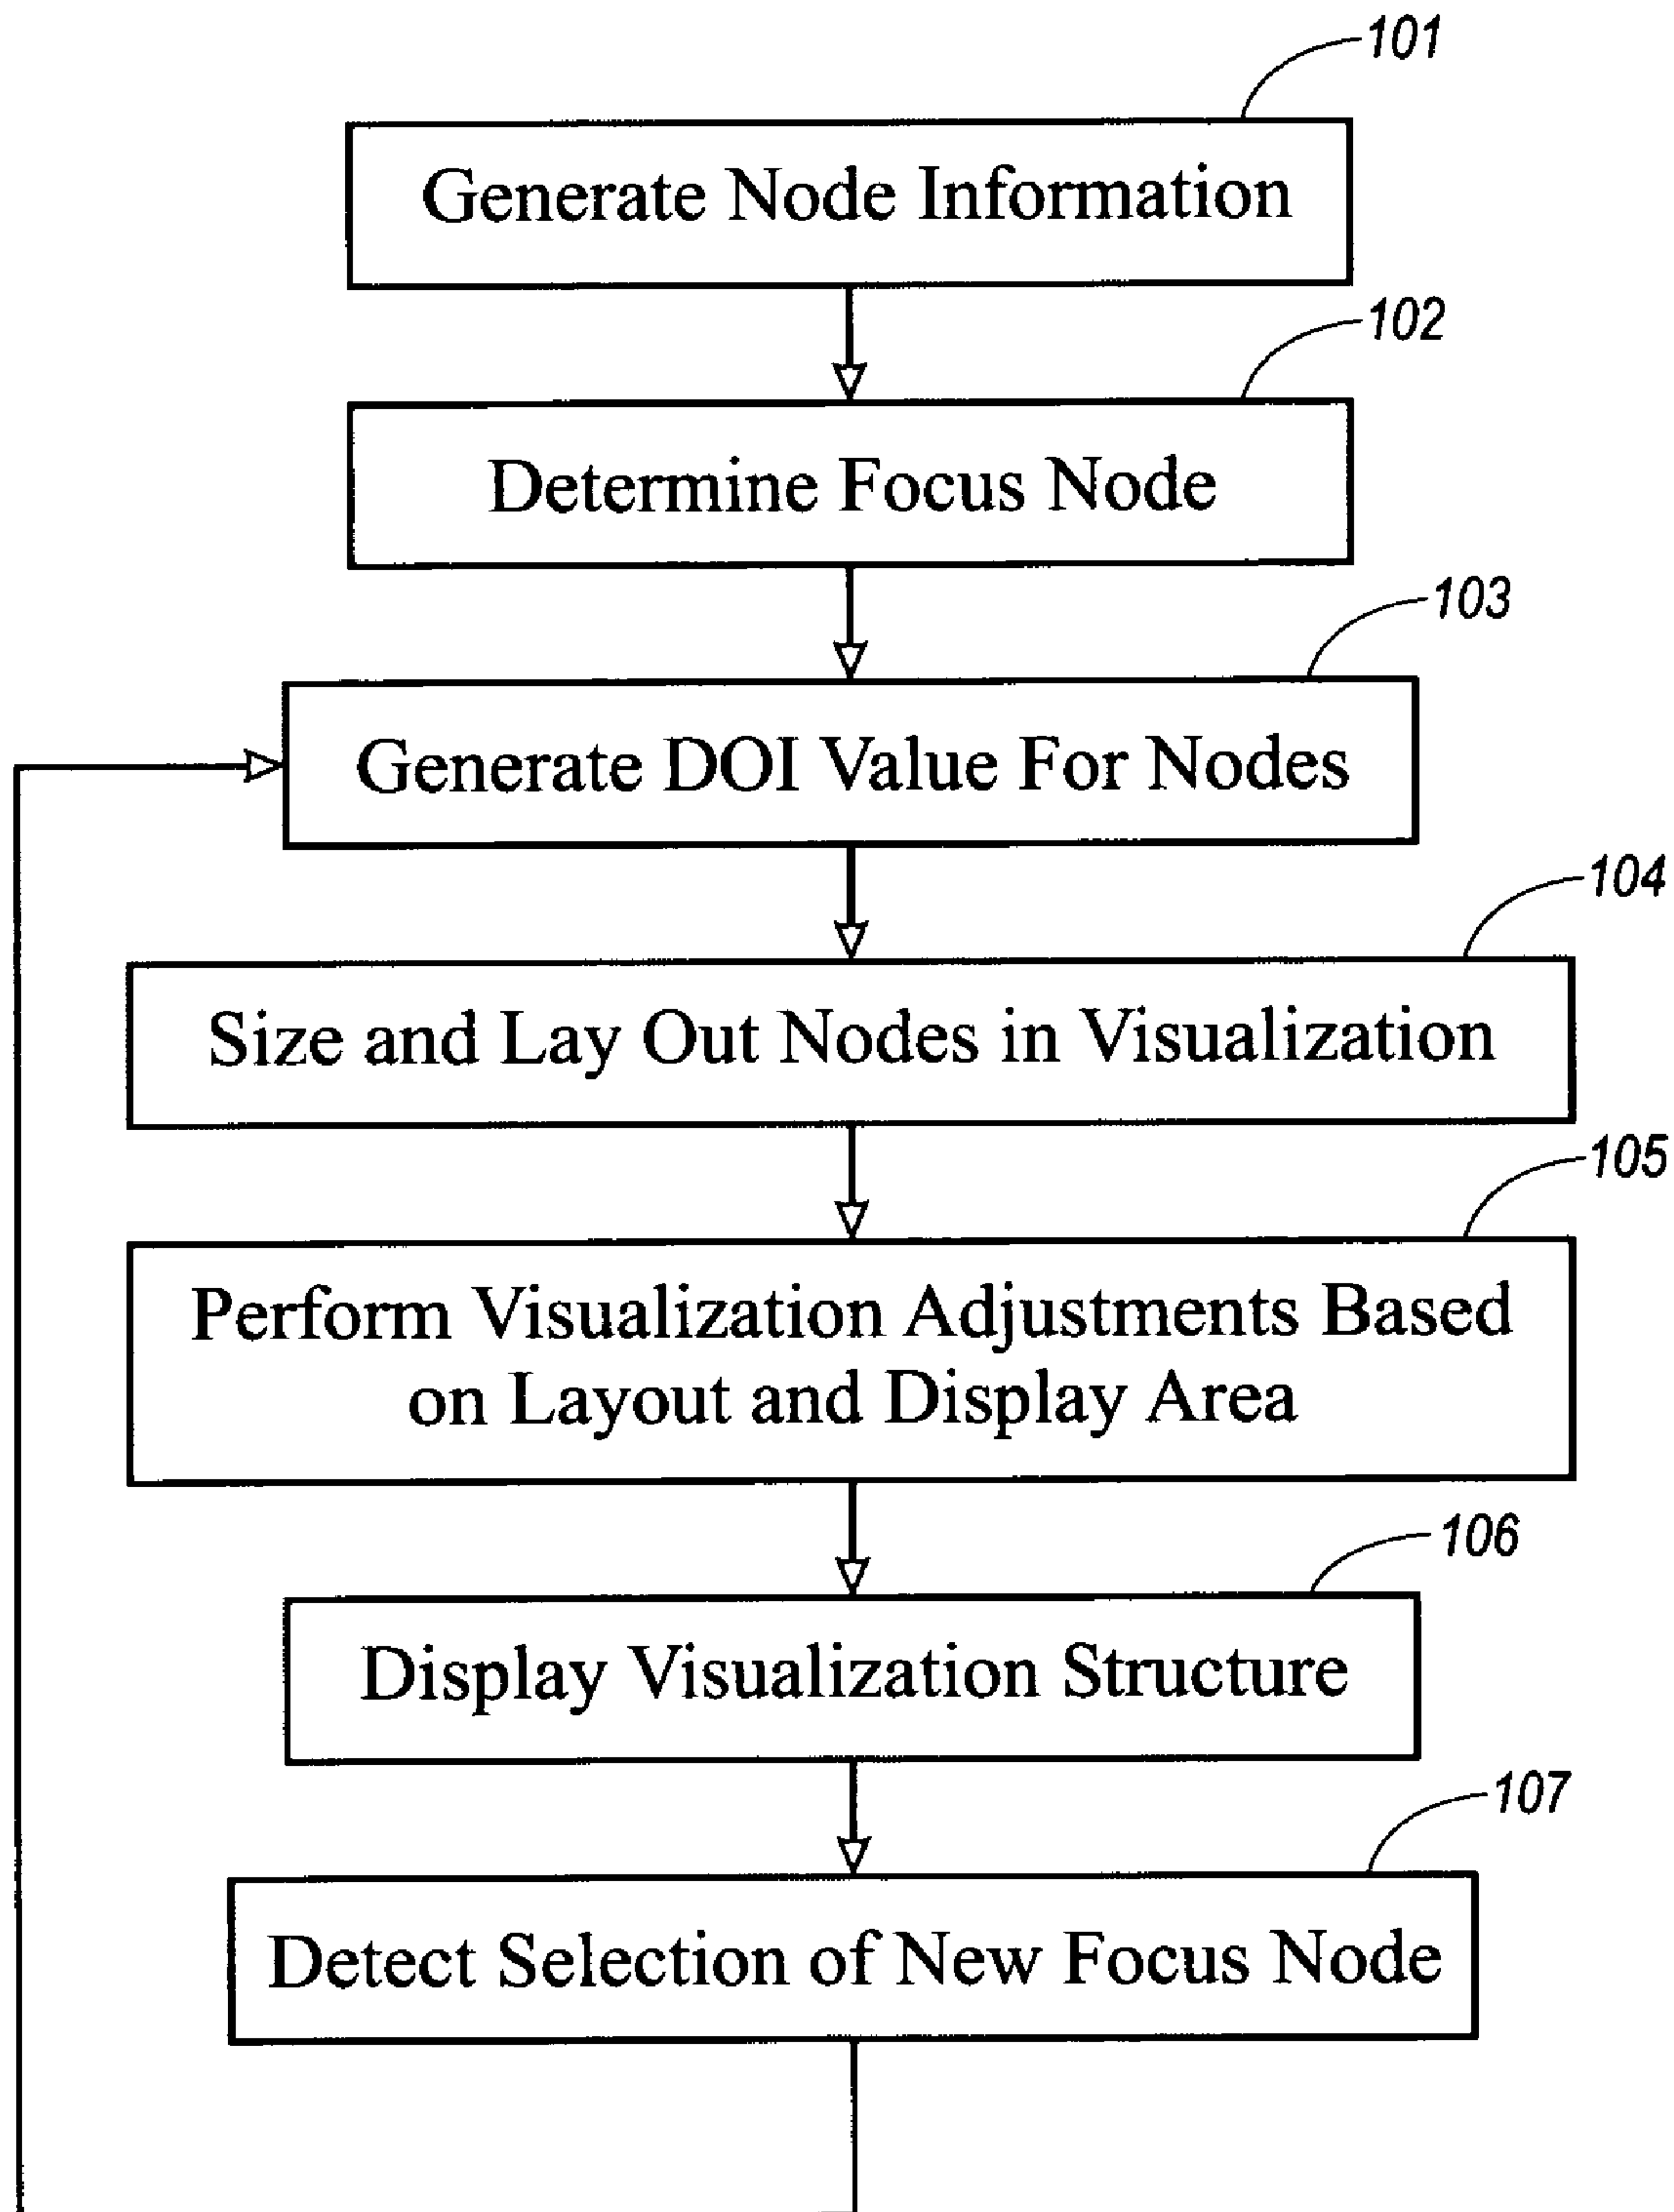 101
Generate Node Information
102
Determine Focus Node
103
Generate DOI Value For Nodes
104
Size and Lay Out Nodes in Visualization
105
Perform Visualization Adjustments Based
on Layout and Display Area
106
Display Visualization Structure
107
Detect Selection of New Focus Node